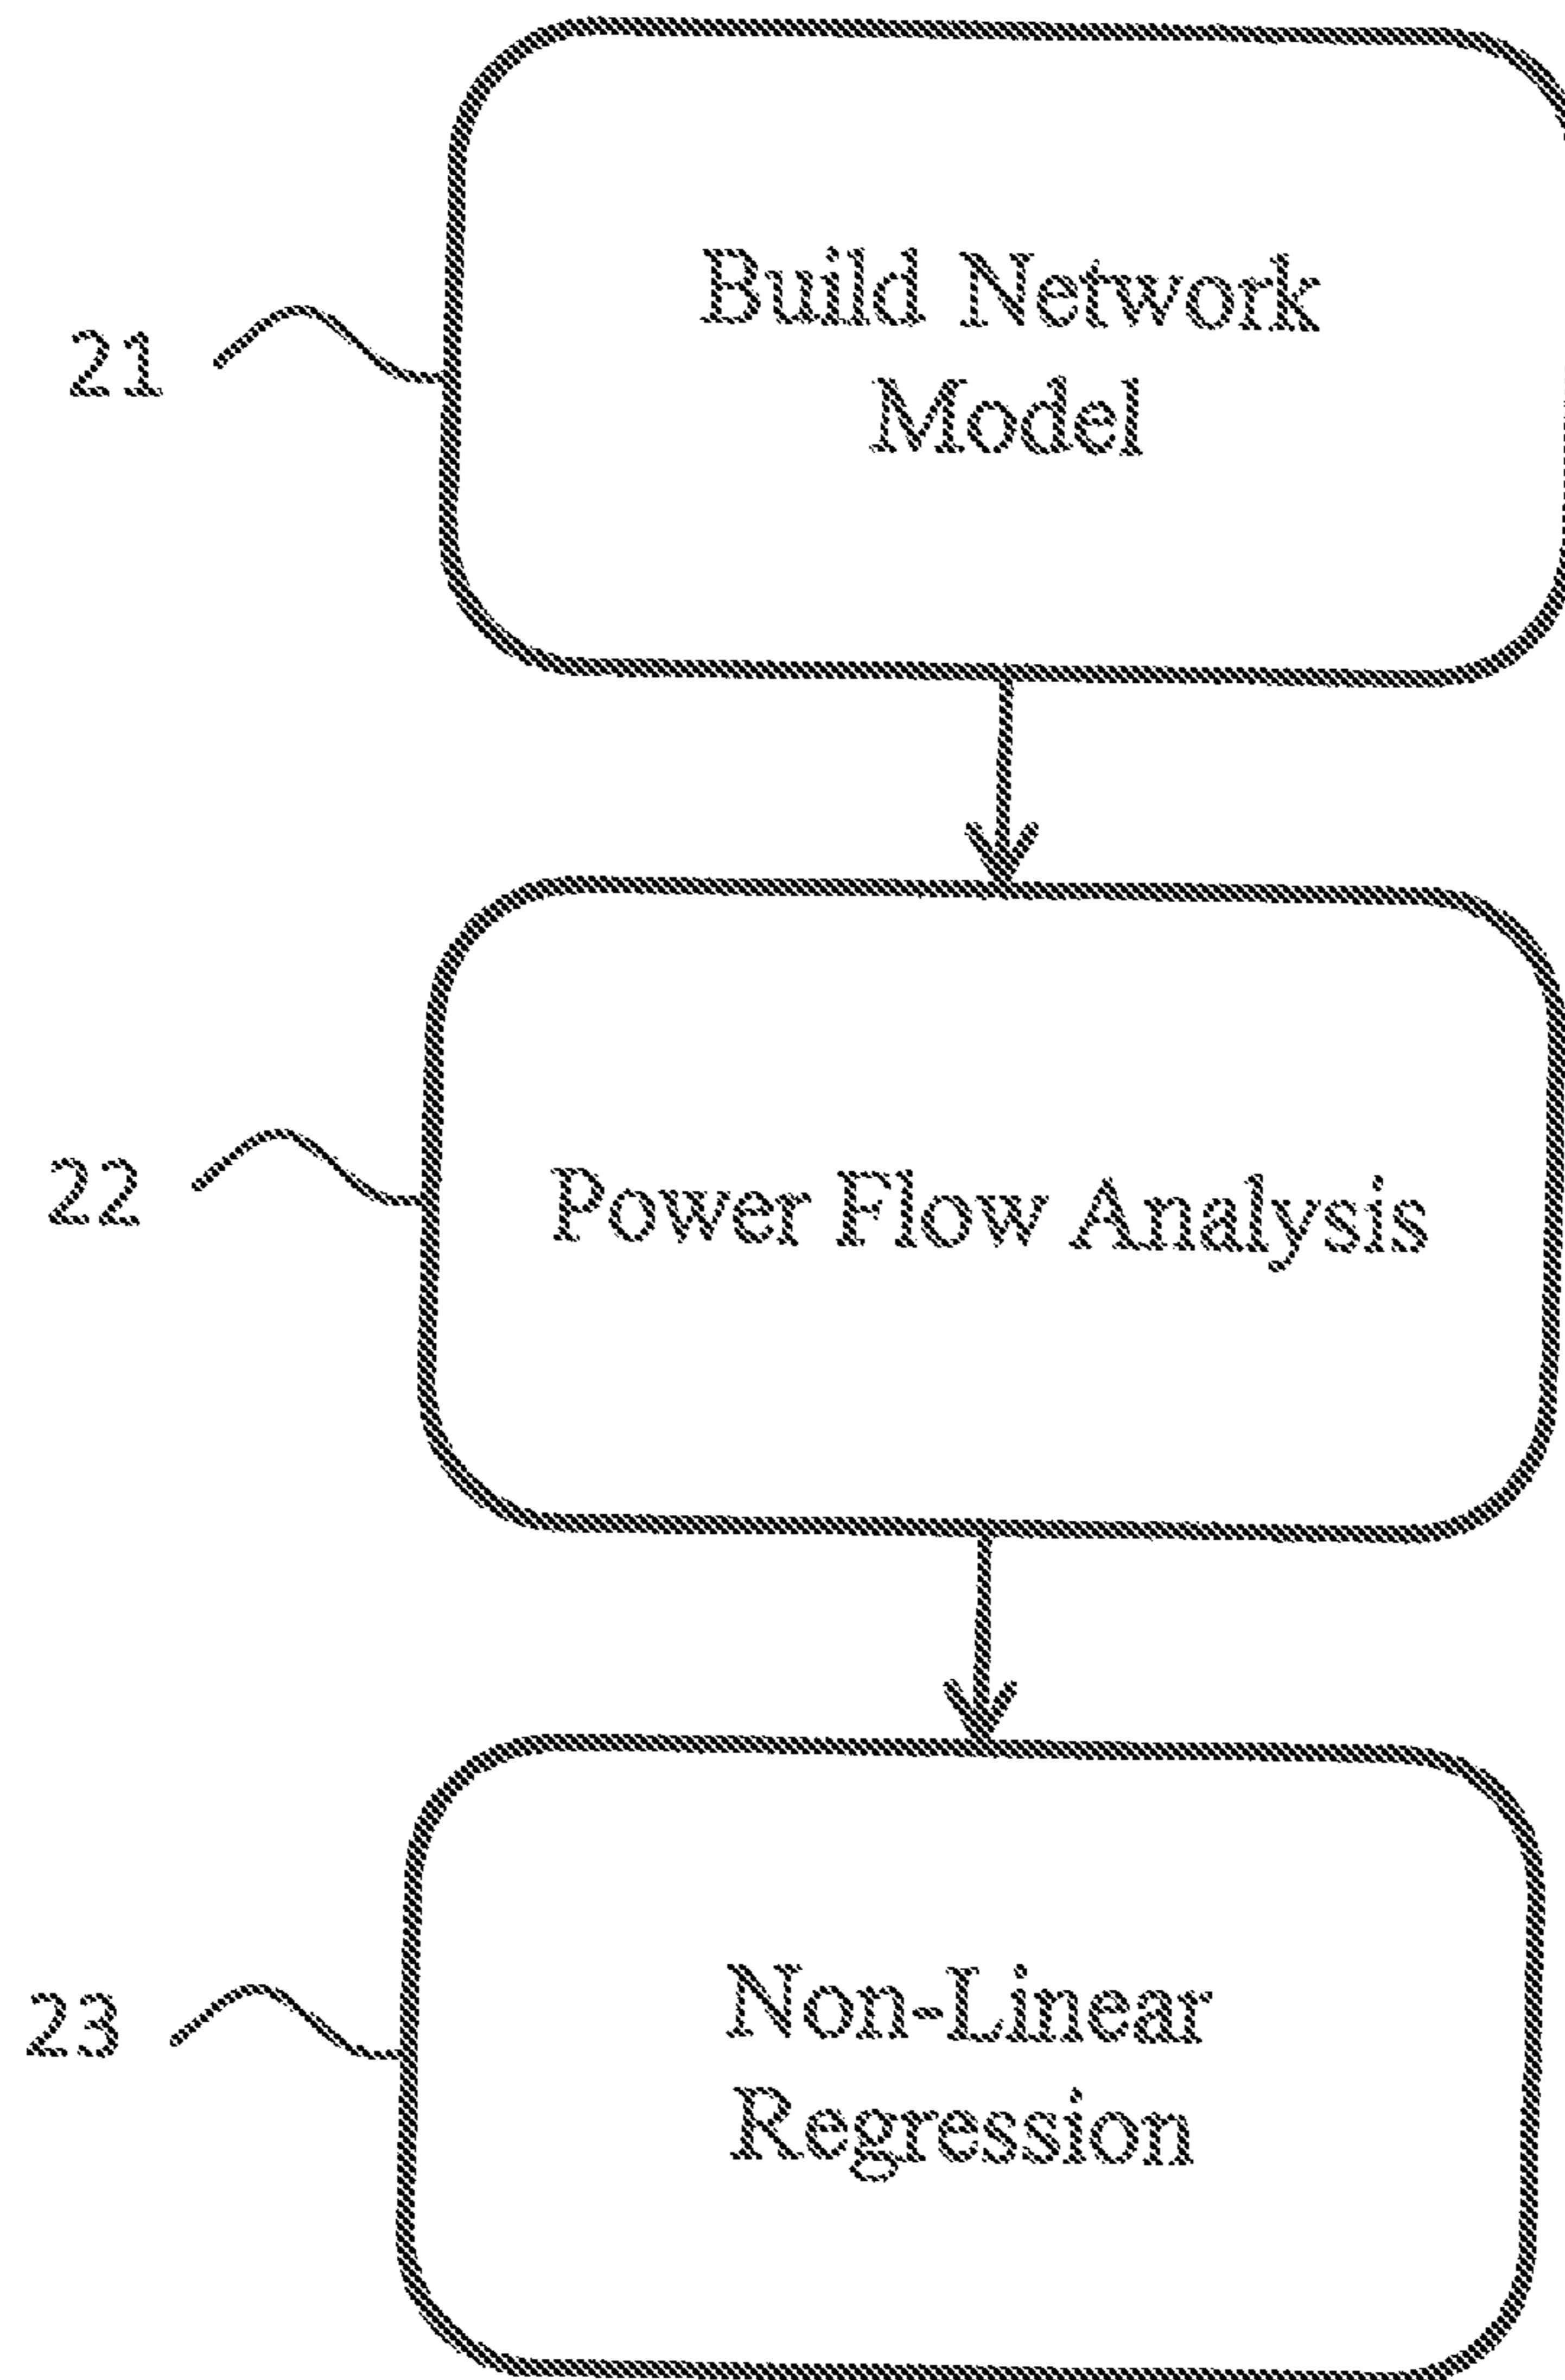 Build Network
Model
21
Power Flow Analysis
22
Non-Linear
Regression
23